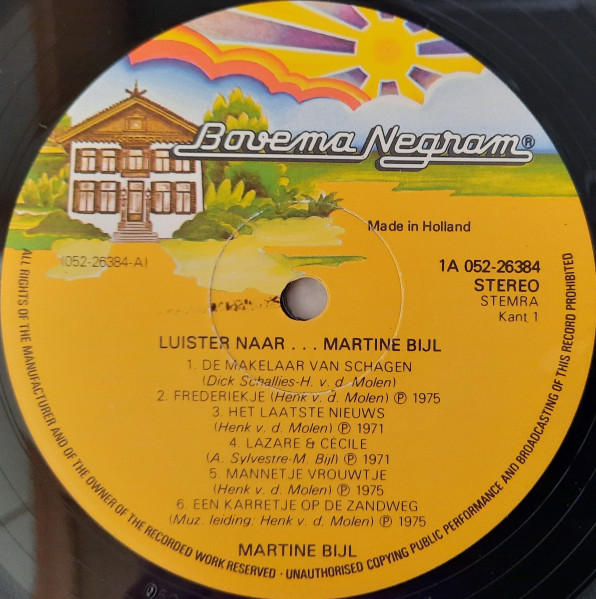 Bovema Negram®
Made in Holland
(052-26384-A)
1A 052-26384
STEREO
STEMRA
Kant 1
LUISTER NAAR . . . MARTINE BIJL
1. DE MAKELAAR VAN SCHAGEN
(Dick Schallies-H. v. d. Molen)
2. FREDERIEKJE (Henk v. d. Molen) Ⓟ 1975
3. HET LAATSTE NIEUWS
(Henk v. d. Molen) Ⓟ 1971
4. LAZARE & CECILE
(A. Sylvestre-M. Bijl) Ⓟ 1971
5. MANNETJE VROUWTJE
(Henk v. d. Molen) Ⓟ 1975
6. EEN KARRETJE OP DE ZANDWEG
(Muz. leiding: Henk v. d. Molen) Ⓟ 1975
MARTINE BIJL
ALL RIGHTS OF THE MANUFACTURER AND OF THE OWNER OF THE RECORDED WORK RESERVED · UNAUTHORISED COPYING PUBLIC PERFORMANCE AND BROADCASTING OF THIS RECORD PROHIBITED